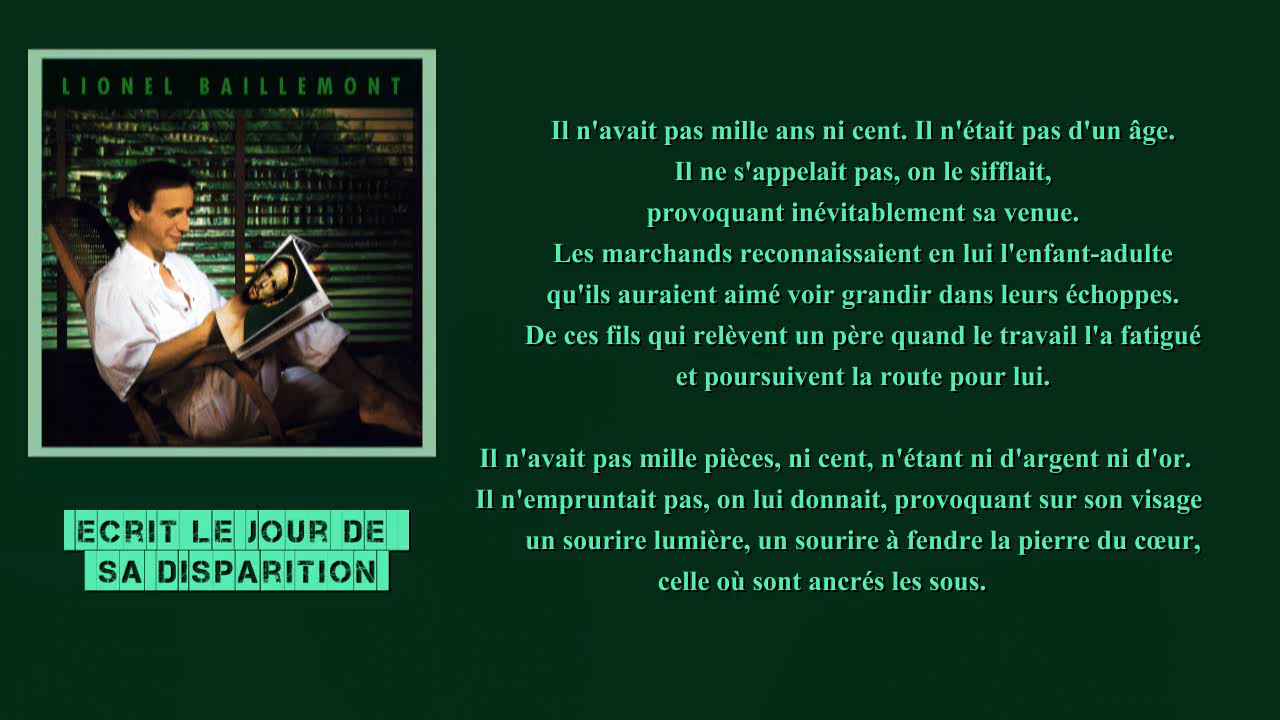 LIONEL BAILLEMONT
ECRIT LE JOUR DE
SA DISPARITION
Il n'avait pas mille ans ni cent. Il n'était pas d'un âge.
Il ne s'appelait pas, on le sifflait,
provoquant inévitablement sa venue.
Les marchands reconnaissaient en lui l'enfant-adulte
qu'ils auraient aimé voir grandir dans leurs échoppes.
De ces fils qui relèvent un père quand le travail l'a fatigué
et poursuivent la route pour lui.
Il n'avait pas mille pièces, ni cent, n'étant ni d'argent ni d'or.
Il n'empruntait pas, on lui donnait, provoquant sur son visage
un sourire lumière, un sourire à fendre la pierre du cœur,
celle où sont ancrés les sous.